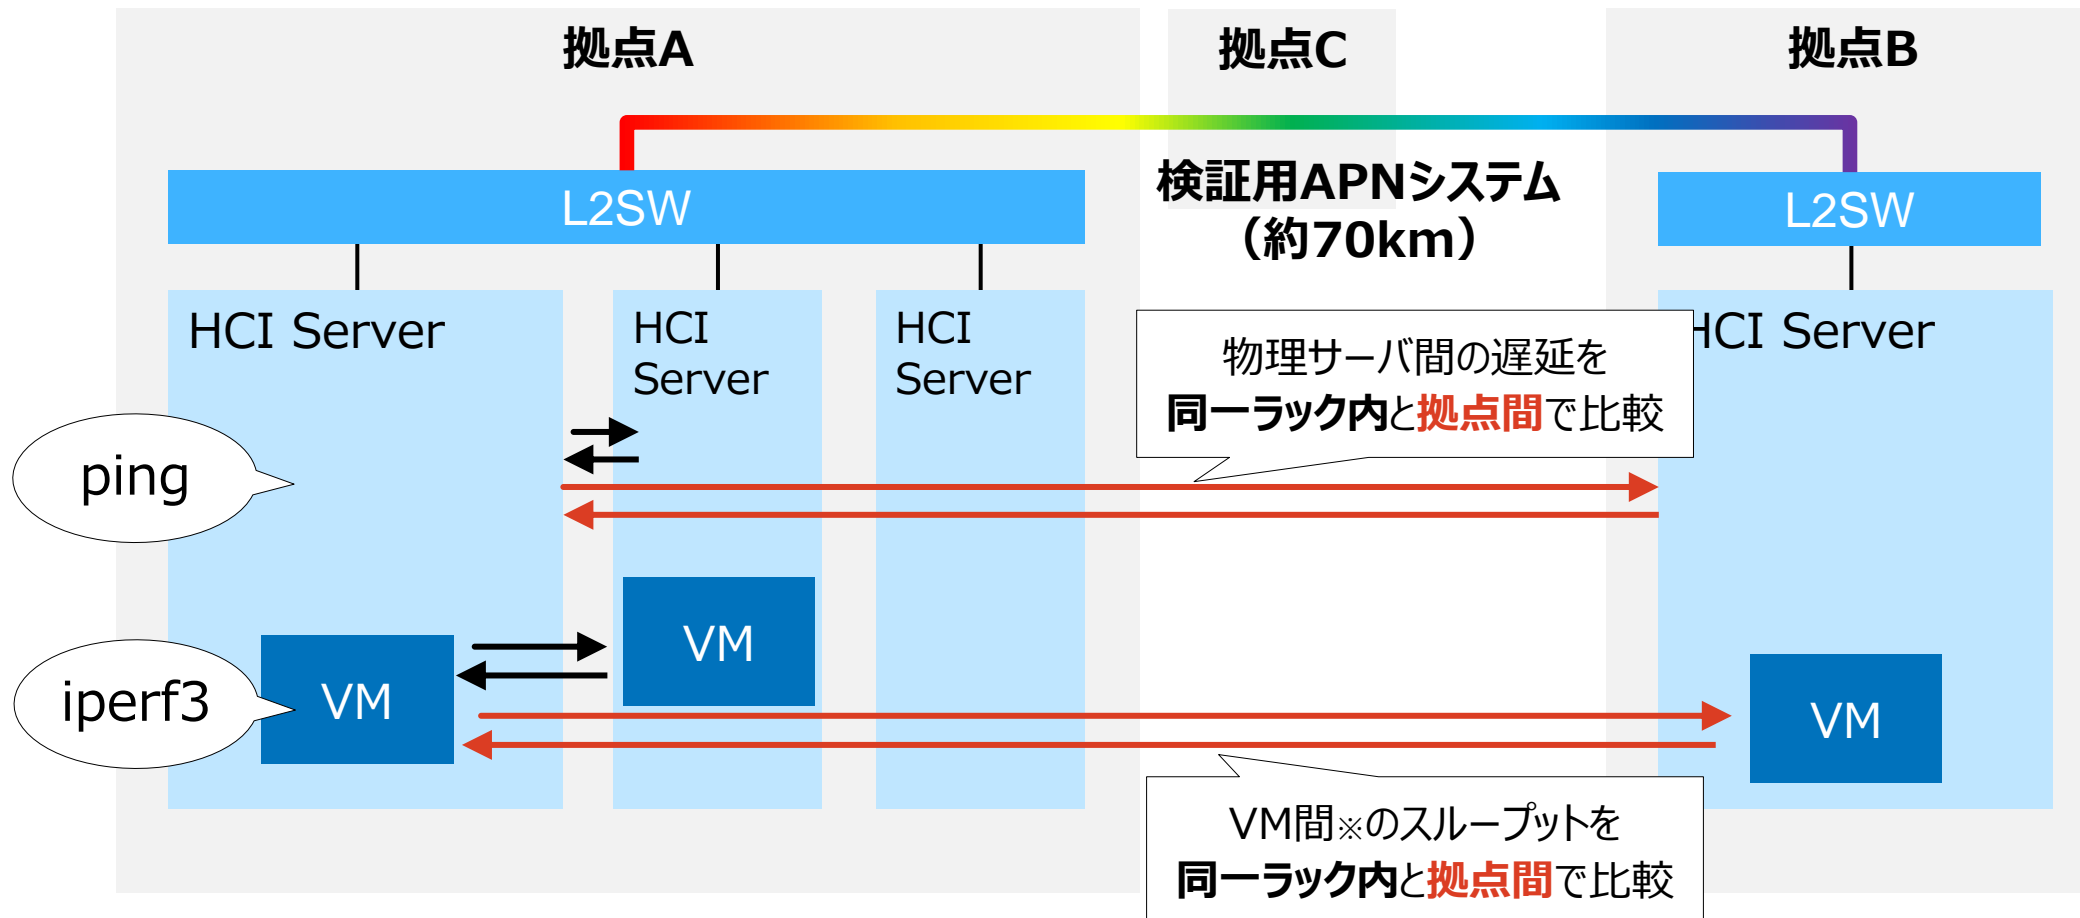 拠点A
拠点C
拠点B
検証用APNシステム
（約70km）
L2SW
L2SW
HCI Server
HCI
Server
HCI
Server
HCI Server
物理サーバ間の遅延を
同一ラック内と拠点間で比較
ping
VM
iperf3
VM
VM
VM間※のスループットを
同一ラック内と拠点間で比較